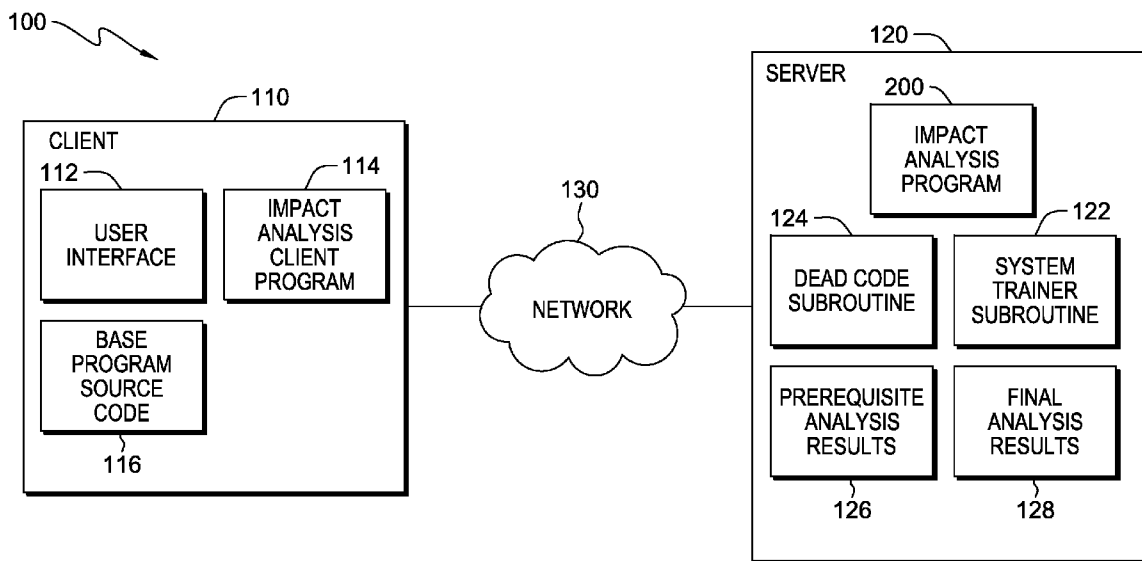 100
110
CLIENT
112
USER
INTERFACE
114
IMPACT
ANALYSIS
CLIENT
PROGRAM
BASE
PROGRAM
SOURCE
CODE
116
130
NETWORK
120
SERVER
200
IMPACT
ANALYSIS
PROGRAM
124
DEAD CODE
SUBROUTINE
122
SYSTEM
TRAINER
SUBROUTINE
PREREQUISITE
ANALYSIS
RESULTS
126
FINAL
ANALYSIS
RESULTS
128